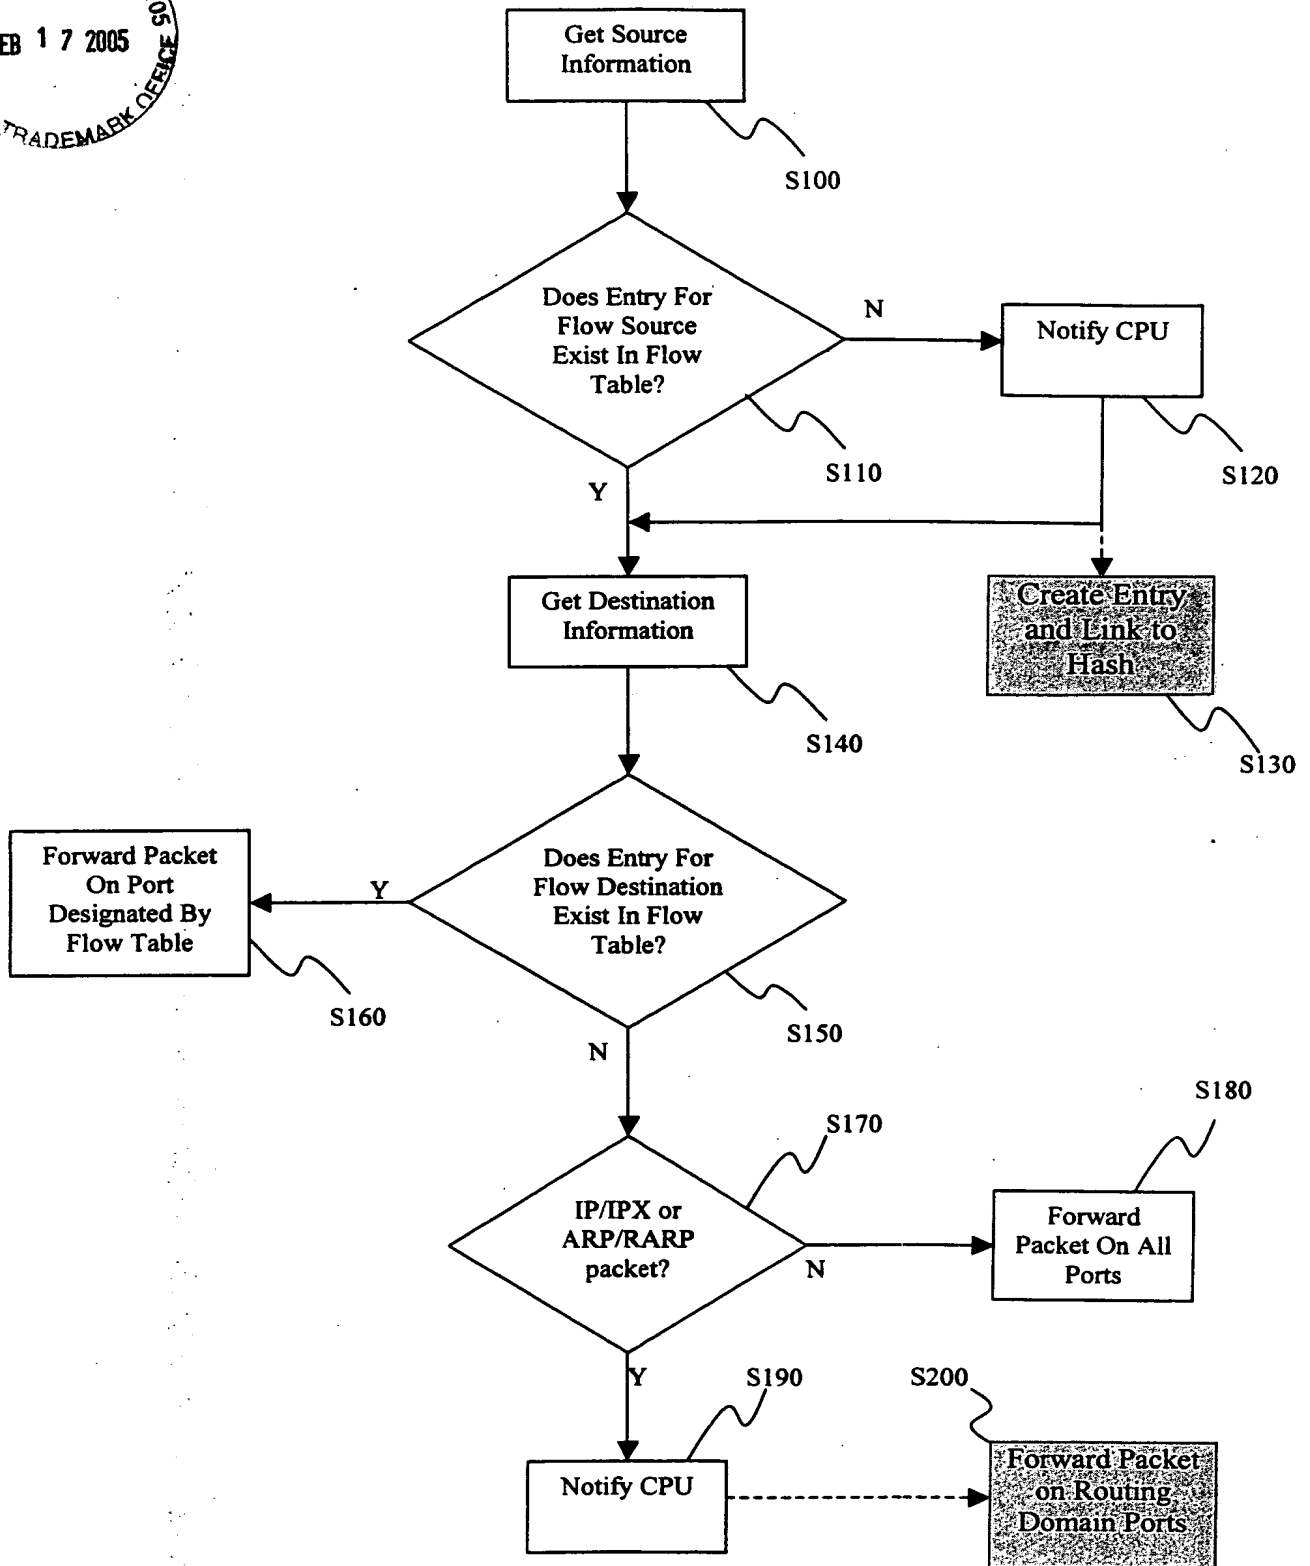 05
EB 1 7 2005
TRADEMARK OFFICE
Get Source
Information
S100
Does Entry For
Flow Source
Exist In Flow
Table?
N
Notify CPU
S110
S120
Y
Get Destination
Information
Create Entry
and Link to
Hash
S140
S130
Forward Packet
On Port
Designated By
Flow Table
Y
Does Entry For
Flow Destination
Exist In Flow
Table?
S160
S150
N
S180
S170
IP/IPX or
ARP/RARP
packet?
N
Forward
Packet On All
Ports
Y
S190
S200
Notify CPU
Forward Packet
on Routing
Domain Ports